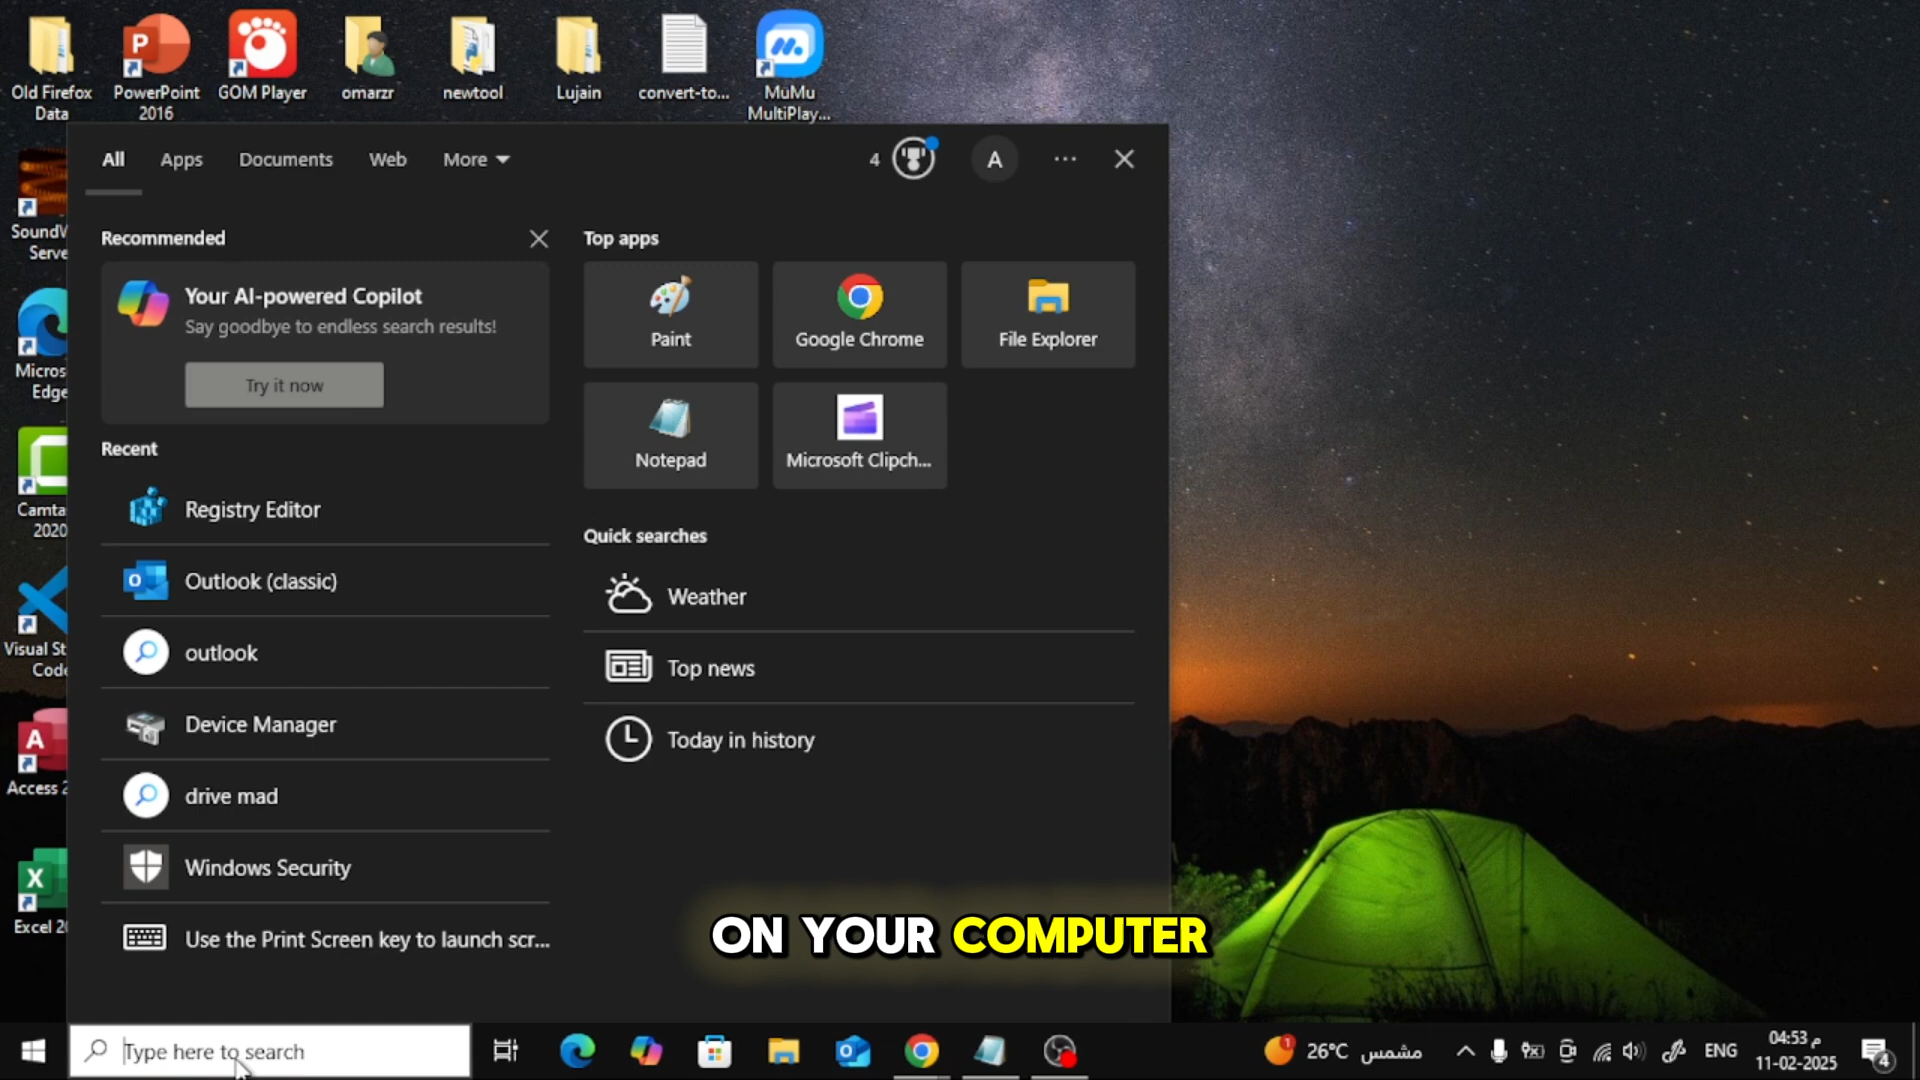 Old Firefox Data
PowerPoint 2016
GOM Player
omarzr
newtool
Lujain
convert-to...
MuMu MultiPlay...
All
Apps
Documents
Web
More
4
A
SoundW
Serve
Micros
Edge
Camta
2020
Visual St
Code
Access 2
Excel 20
Recommended
Your AI-powered Copilot
Say goodbye to endless search results!
Try it now
Recent
Registry Editor
Outlook (classic)
outlook
Device Manager
drive mad
Windows Security
Use the Print Screen key to launch scr...
Top apps
Paint
Google Chrome
File Explorer
Notepad
Microsoft Clipch...
Quick searches
Weather
Top news
Today in history
ON YOUR COMPUTER
Type here to search
1
26°C مشمس
ENG
04:53 م
11-02-2025
4